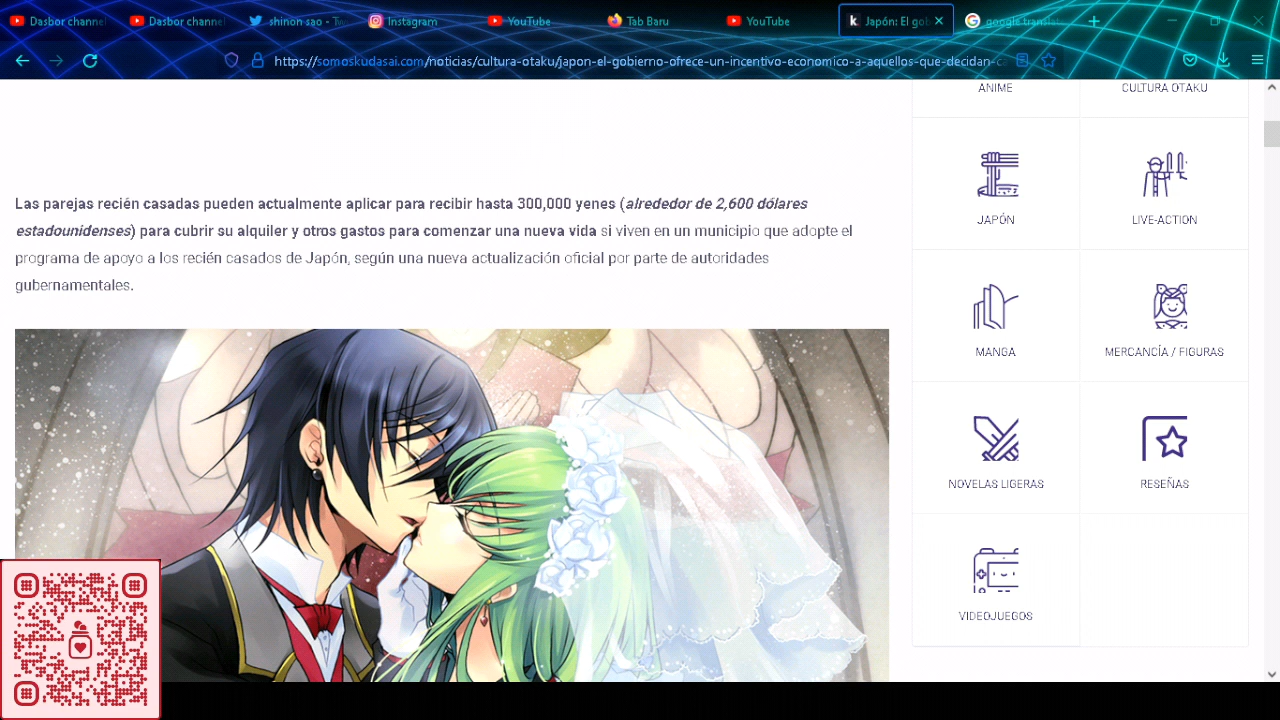 Dasbor channel
Dasbor channel
shinon sao - Tw
Instagram
YouTube
Tab Baru
YouTube
Japón: El gob
google translat
https://somoskudasai.com/noticias/cultura-otaku/japon-el-gobierno-ofrece-un-incentivo-economico-a-aquellos-que-decidan-c
Las parejas recién casadas pueden actualmente aplicar para recibir hasta 300,000 yenes (alrededor de 2,600 dólares
estadounidenses) para cubrir su alquiler y otros gastos para comenzar una nueva vida si viven en un municipio que adopte el
programa de apoyo a los recién casados de Japón, según una nueva actualización oficial por parte de autoridades
gubernamentales.
ANIME
CULTURA OTAKU
JAPÓN
LIVE-ACTION
MANGA
MERCANCÍA / FIGURAS
NOVELAS LIGERAS
RESEÑAS
VIDEOJUEGOS